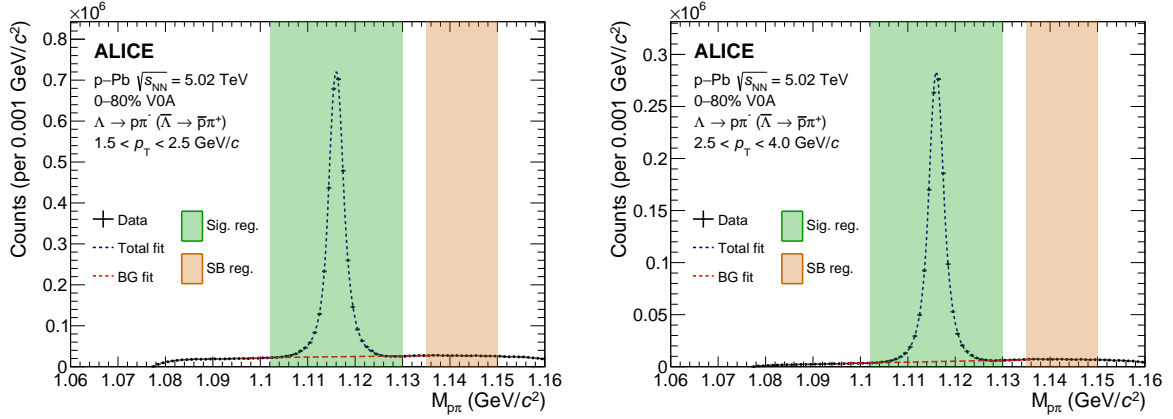 ×10⁶
ALICE
p–Pb √s_NN = 5.02 TeV
0–80% V0A
Λ → pπ⁻ (Λ̅ → p̅π⁺)
1.5 < p_T < 2.5 GeV/c
Data
Total fit
BG fit
Sig. reg.
SB reg.
Counts (per 0.001 GeV/c²)
0.8
0.7
0.6
0.5
0.4
0.3
0.2
0.1
0
1.06 1.07 1.08 1.09 1.1 1.11 1.12 1.13 1.14 1.15 1.16
M_pπ (GeV/c²)
×10⁶
ALICE
p–Pb √s_NN = 5.02 TeV
0–80% V0A
Λ → pπ⁻ (Λ̅ → p̅π⁺)
2.5 < p_T < 4.0 GeV/c
Data
Total fit
BG fit
Sig. reg.
SB reg.
Counts (per 0.001 GeV/c²)
0.3
0.25
0.2
0.15
0.1
0.05
0
1.06 1.07 1.08 1.09 1.1 1.11 1.12 1.13 1.14 1.15 1.16
M_pπ (GeV/c²)